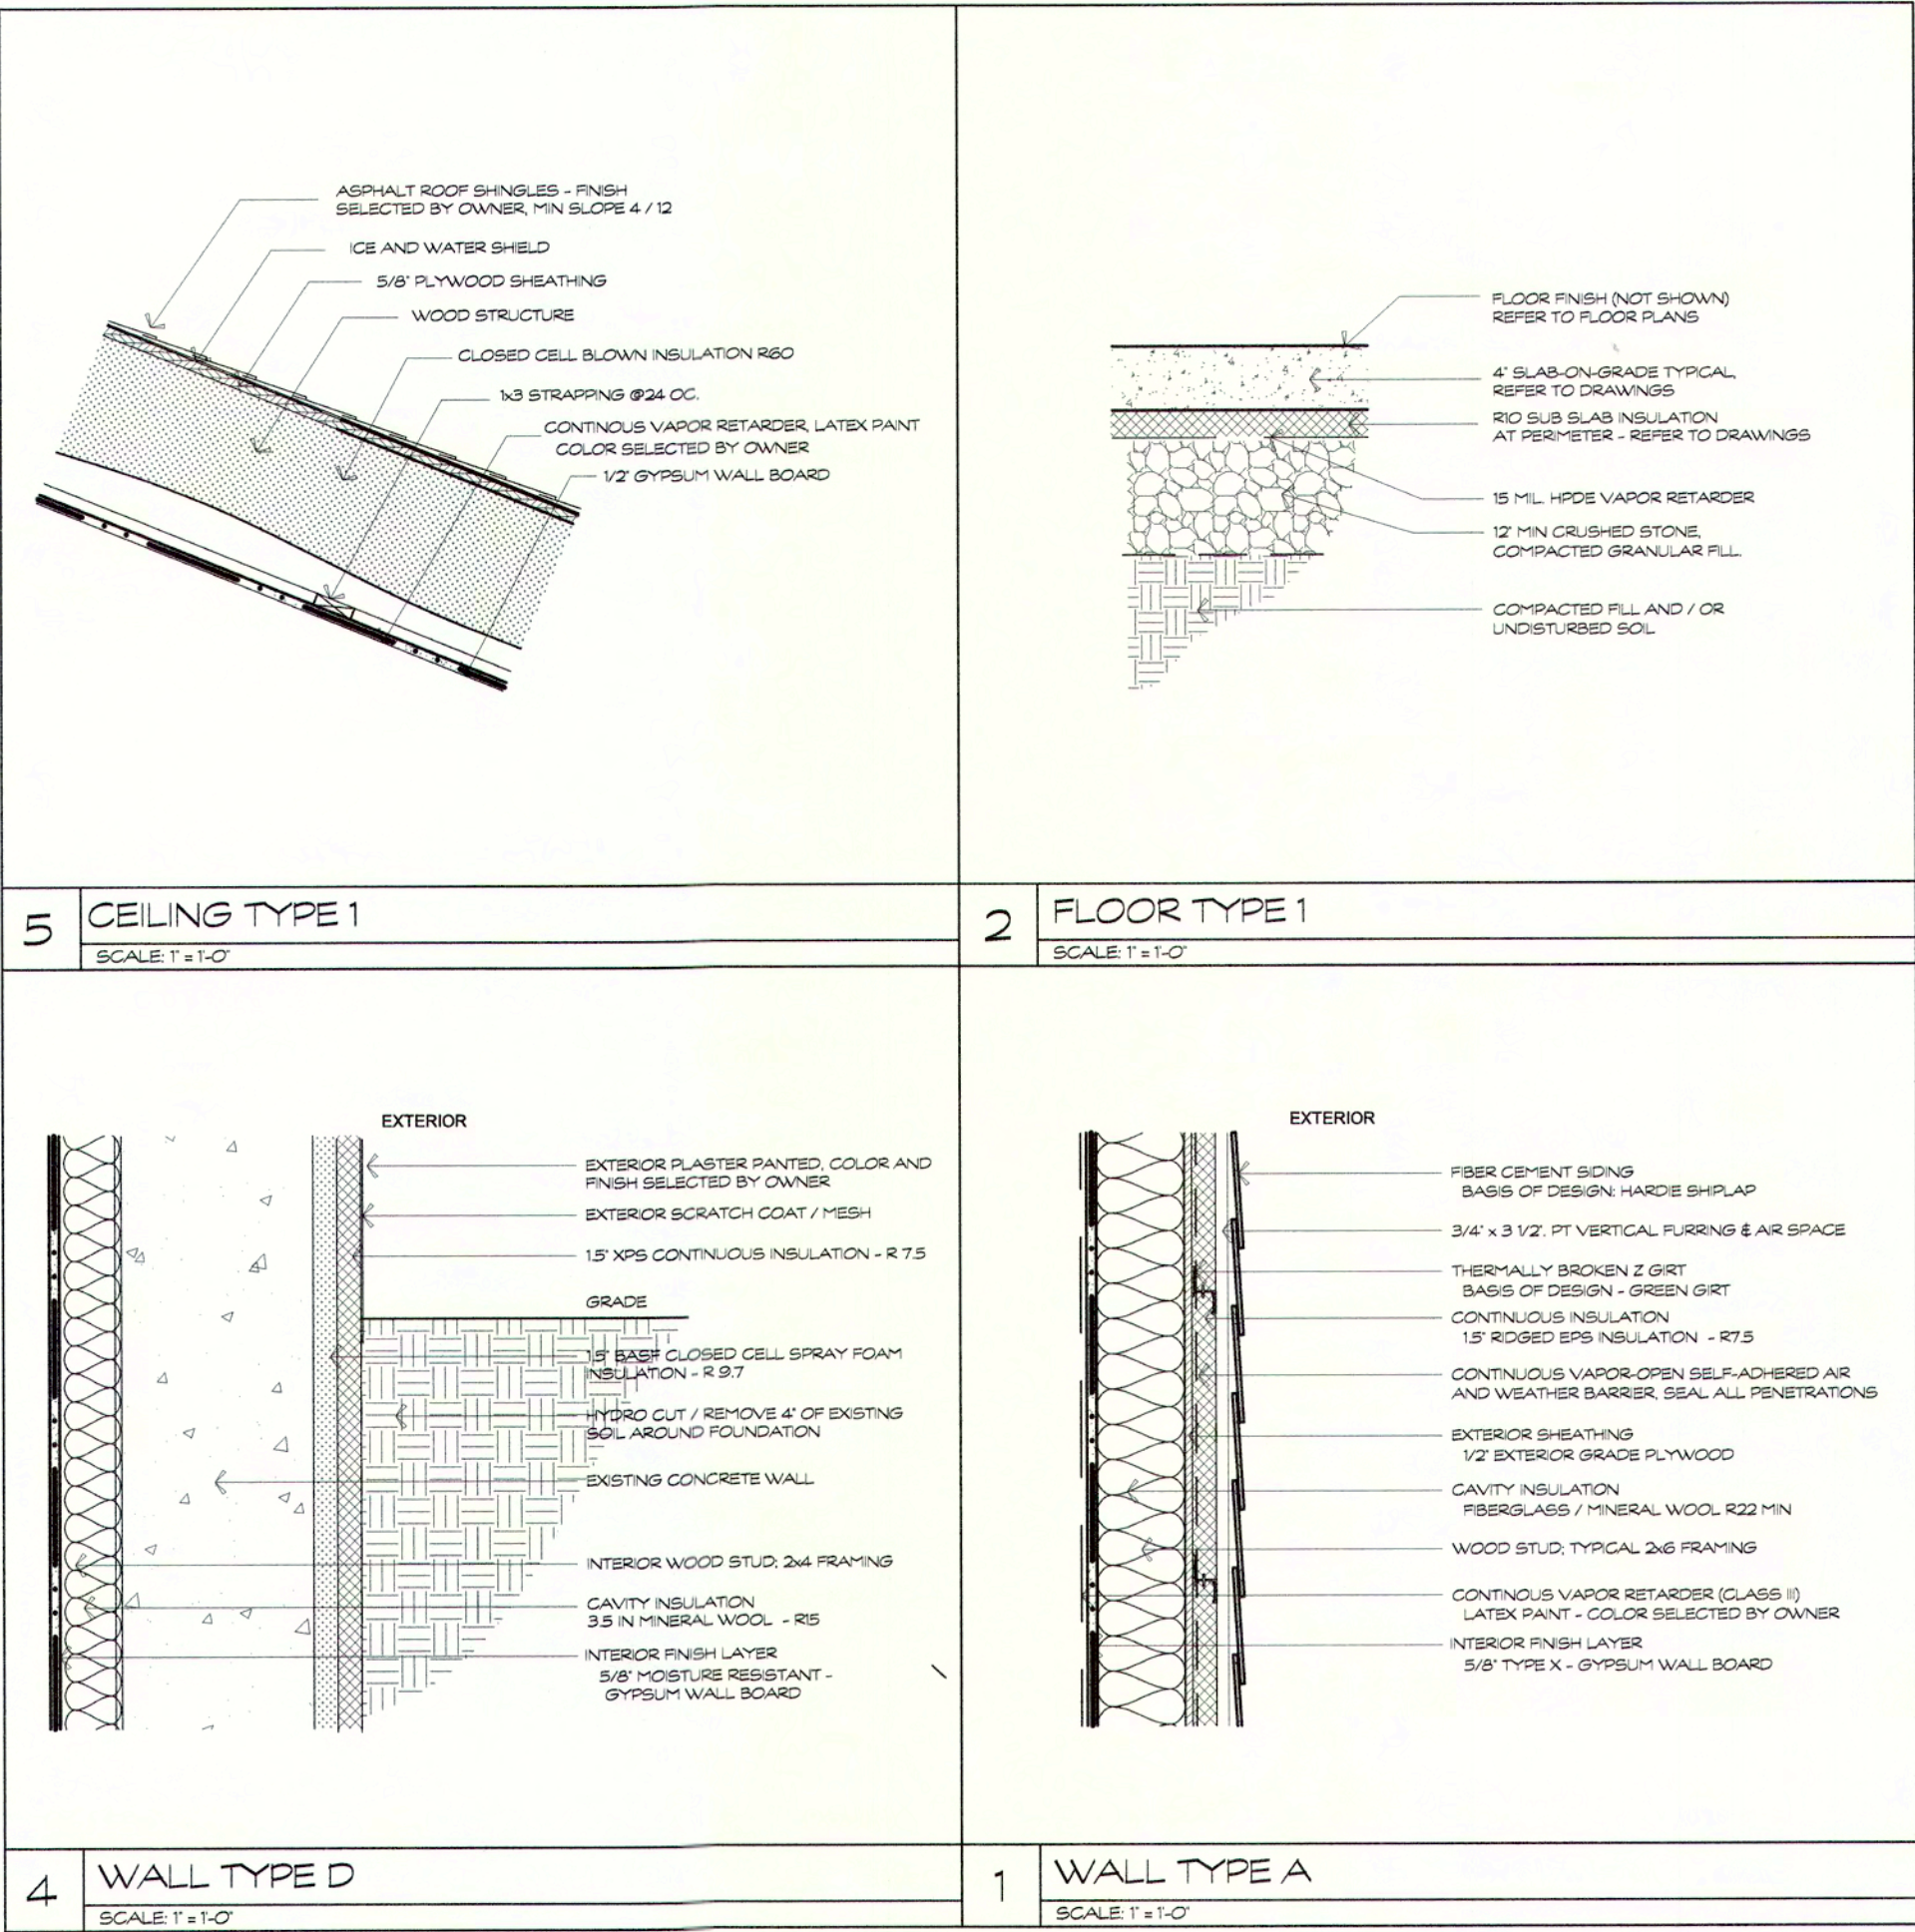 ASPHALT ROOF SHINGLES - FINISH
SELECTED BY OWNER, MIN SLOPE 4 / 12
ICE AND WATER SHIELD
5/8" PLYWOOD SHEATHING
WOOD STRUCTURE
CLOSED CELL BLOWN INSULATION R60
1x3 STRAPPING @24 OC.
CONTINOUS VAPOR RETARDER, LATEX PAINT
COLOR SELECTED BY OWNER
1/2" GYPSUM WALL BOARD
5
CEILING TYPE 1
SCALE: 1" = 1'-0"
FLOOR FINISH (NOT SHOWN)
REFER TO FLOOR PLANS
4" SLAB-ON-GRADE TYPICAL,
REFER TO DRAWINGS
R10 SUB SLAB INSULATION
AT PERIMETER - REFER TO DRAWINGS
15 MIL. HPDE VAPOR RETARDER
12" MIN CRUSHED STONE,
COMPACTED GRANULAR FILL.
COMPACTED FILL AND / OR
UNDISTURBED SOIL
2
FLOOR TYPE 1
SCALE: 1" = 1'-0"
EXTERIOR
EXTERIOR PLASTER PANTED, COLOR AND
FINISH SELECTED BY OWNER
EXTERIOR SCRATCH COAT / MESH
1.5" XPS CONTINUOUS INSULATION - R 7.5
GRADE
1.5" BASF CLOSED CELL SPRAY FOAM
INSULATION - R 9.7
HYDRO CUT / REMOVE 4" OF EXISTING
SOIL AROUND FOUNDATION
EXISTING CONCRETE WALL
INTERIOR WOOD STUD; 2x4 FRAMING
CAVITY INSULATION
3.5 IN MINERAL WOOL - R15
INTERIOR FINISH LAYER
5/8" MOISTURE RESISTANT -
GYPSUM WALL BOARD
4
WALL TYPE D
SCALE: 1" = 1'-0"
EXTERIOR
FIBER CEMENT SIDING
BASIS OF DESIGN: HARDIE SHIPLAP
3/4" x 3 1/2". PT VERTICAL FURRING & AIR SPACE
THERMALLY BROKEN Z GIRT
BASIS OF DESIGN - GREEN GIRT
CONTINUOUS INSULATION
1.5" RIDGED EPS INSULATION - R7.5
CONTINUOUS VAPOR-OPEN SELF-ADHERED AIR
AND WEATHER BARRIER, SEAL ALL PENETRATIONS
EXTERIOR SHEATHING
1/2" EXTERIOR GRADE PLYWOOD
CAVITY INSULATION
FIBERGLASS / MINERAL WOOL R22 MIN
WOOD STUD; TYPICAL 2x6 FRAMING
CONTINOUS VAPOR RETARDER (CLASS III)
LATEX PAINT - COLOR SELECTED BY OWNER
INTERIOR FINISH LAYER
5/8" TYPE X - GYPSUM WALL BOARD
1
WALL TYPE A
SCALE: 1" = 1'-0"